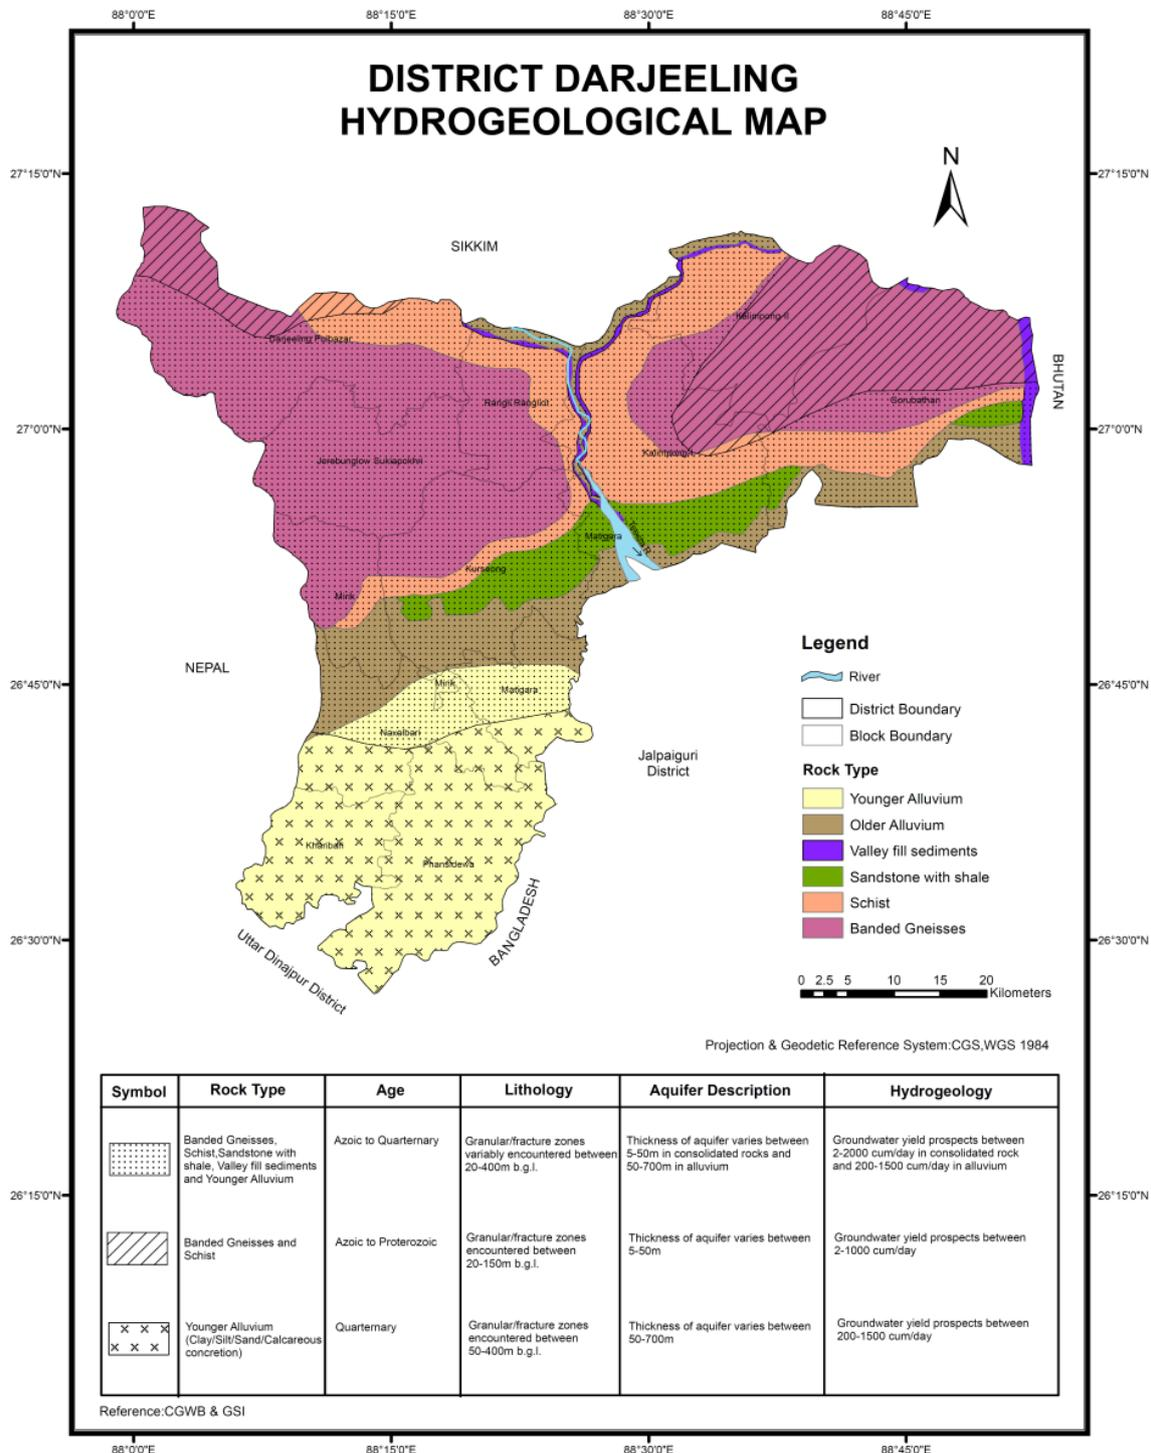 88°0'0"E 88°15'0"E 88°30'0"E 88°45'0"E
DISTRICT DARJEELING
HYDROGEOLOGICAL MAP
N
27°15'0"N 27°15'0"N
SIKKIM
Kalimpong-II
Darjeeling Pulbazar
BHUTAN
Rangli Rangliot
Gorubathan
27°0'0"N 27°0'0"N
Kalimpong-I
Jorebunglow Sukiapokhri
Matigara
Kurseong
Mirik
NEPAL
Mirik
Matigara
26°45'0"N 26°45'0"N
Naxalbari
Jalpaiguri
District
Kharibari
Phansidewa
BANGLADESH
26°30'0"N 26°30'0"N
Uttar Dinajpur District
Legend
River
District Boundary
Block Boundary
Rock Type
Younger Alluvium
Older Alluvium
Valley fill sediments
Sandstone with shale
Schist
Banded Gneisses
0 2.5 5 10 15 20
Kilometers
Projection & Geodetic Reference System:CGS,WGS 1984
Symbol Rock Type Age Lithology Aquifer Description Hydrogeology
Banded Gneisses,
Schist,Sandstone with
shale, Valley fill sediments
and Younger Alluvium
Azoic to Quarternary
Granular/fracture zones
variably encountered between
20-400m b.g.l.
Thickness of aquifer varies between
5-50m in consolidated rocks and
50-700m in alluvium
Groundwater yield prospects between
2-2000 cum/day in consolidated rock
and 200-1500 cum/day in alluvium
26°15'0"N 26°15'0"N
Banded Gneisses and
Schist
Azoic to Proterozoic
Granular/fracture zones
encountered between
20-150m b.g.l.
Thickness of aquifer varies between
5-50m
Groundwater yield prospects between
2-1000 cum/day
Younger Alluvium
(Clay/Silt/Sand/Calcareous
concretion)
Quarternary
Granular/fracture zones
encountered between
50-400m b.g.l.
Thickness of aquifer varies between
50-700m
Groundwater yield prospects between
200-1500 cum/day
Reference:CGWB & GSI
88°0'0"E 88°15'0"E 88°30'0"E 88°45'0"E